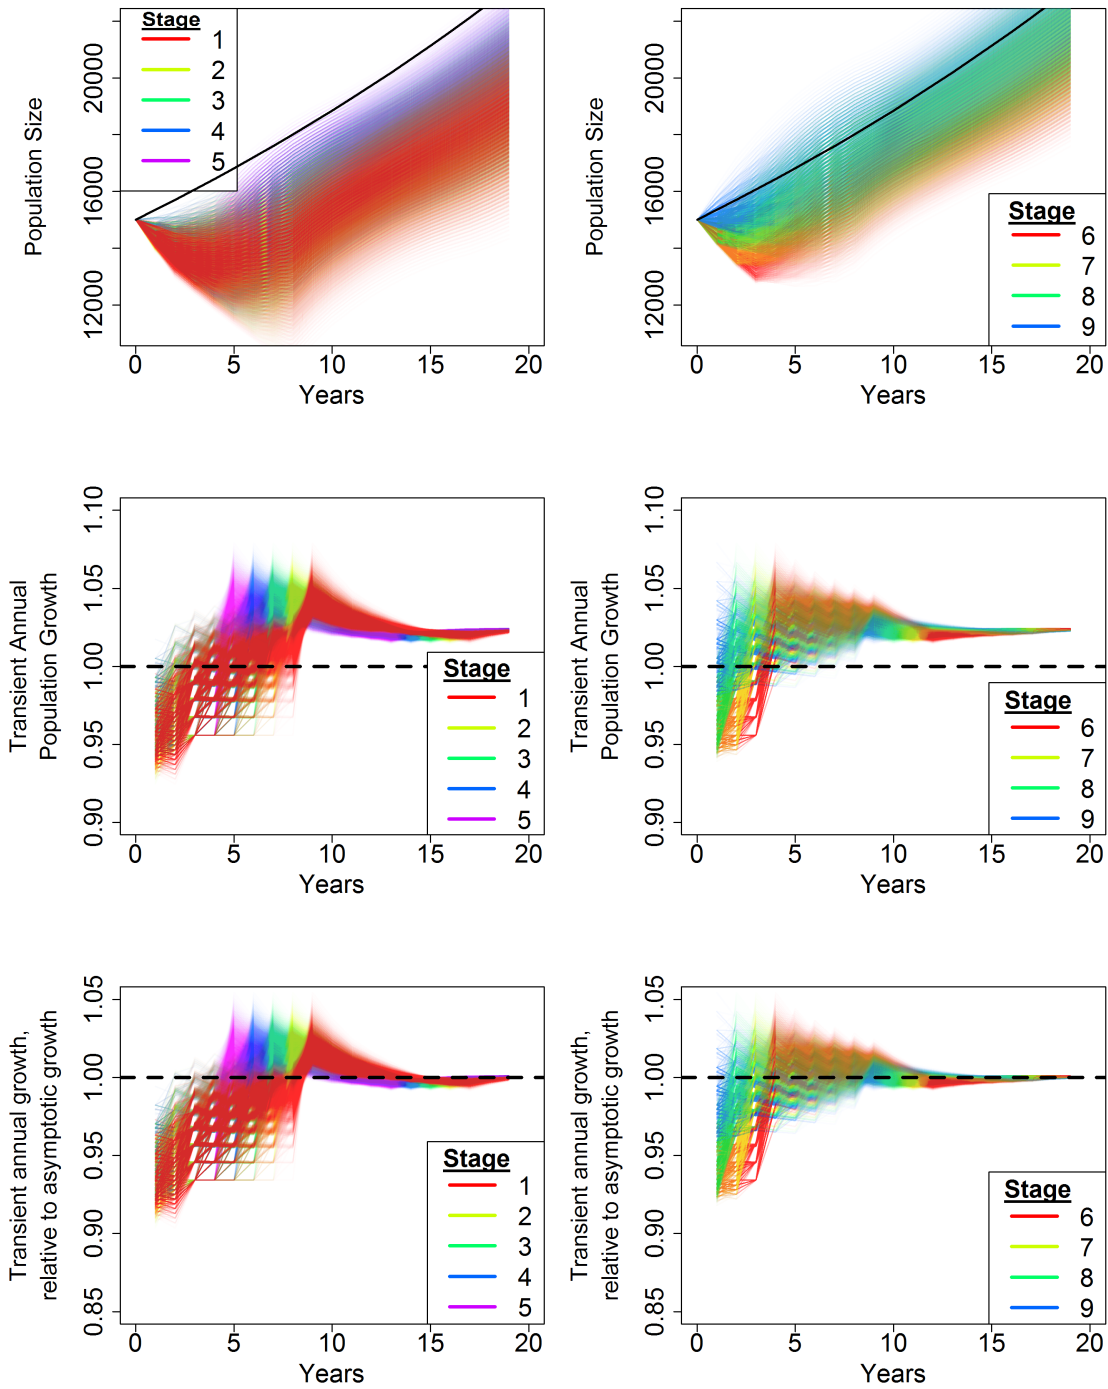 Population Size
20000
16000
12000
Stage
1
2
3
4
5
0 5 10 15 20
Years
Population Size
20000
16000
12000
Stage
6
7
8
9
0 5 10 15 20
Years
Transient Annual
Population Growth
1.10
1.05
1.00
0.95
0.90
Stage
1
2
3
4
5
0 5 10 15 20
Years
Transient Annual
Population Growth
1.10
1.05
1.00
0.95
0.90
Stage
6
7
8
9
0 5 10 15 20
Years
Transient annual growth,
relative to asymptotic growth
1.05
1.00
0.95
0.90
0.85
Stage
1
2
3
4
5
0 5 10 15 20
Years
Transient annual growth,
relative to asymptotic growth
1.05
1.00
0.95
0.90
0.85
Stage
6
7
8
9
0 5 10 15 20
Years